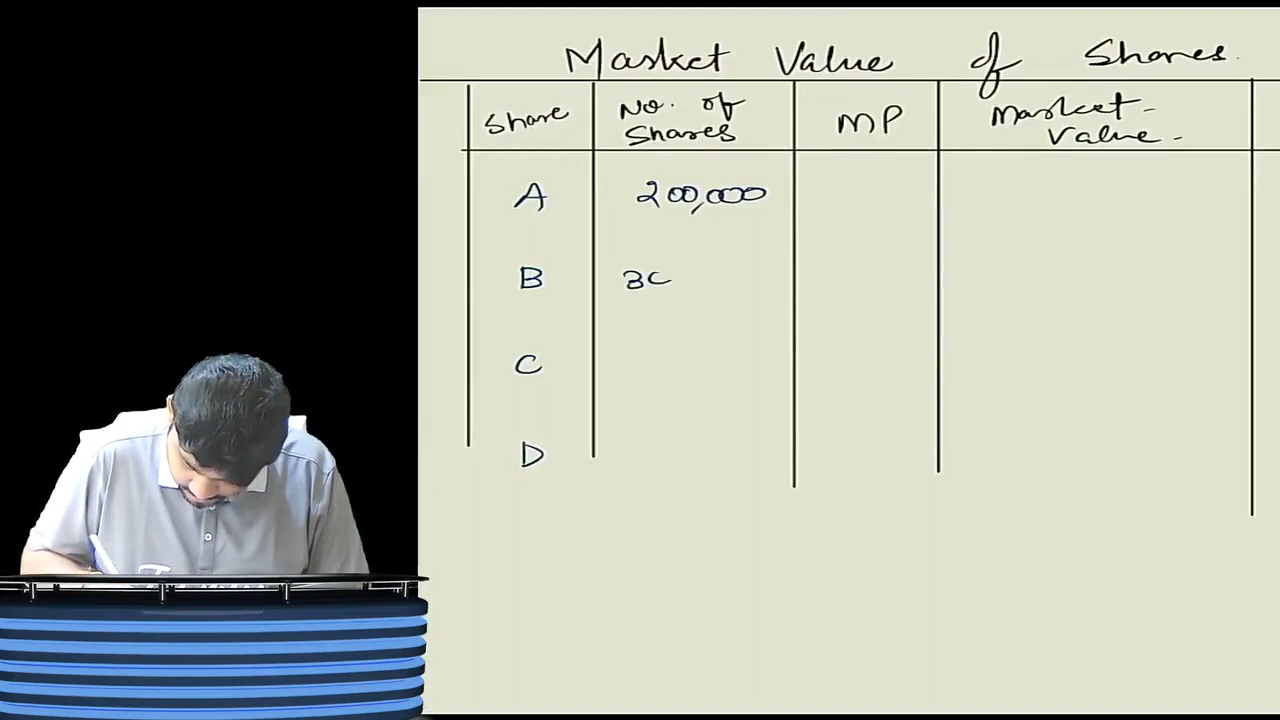 Market Value of Shares.
Share
No. of
Shares
MP
Market-
Value-
A 200,000
B 30
C
D